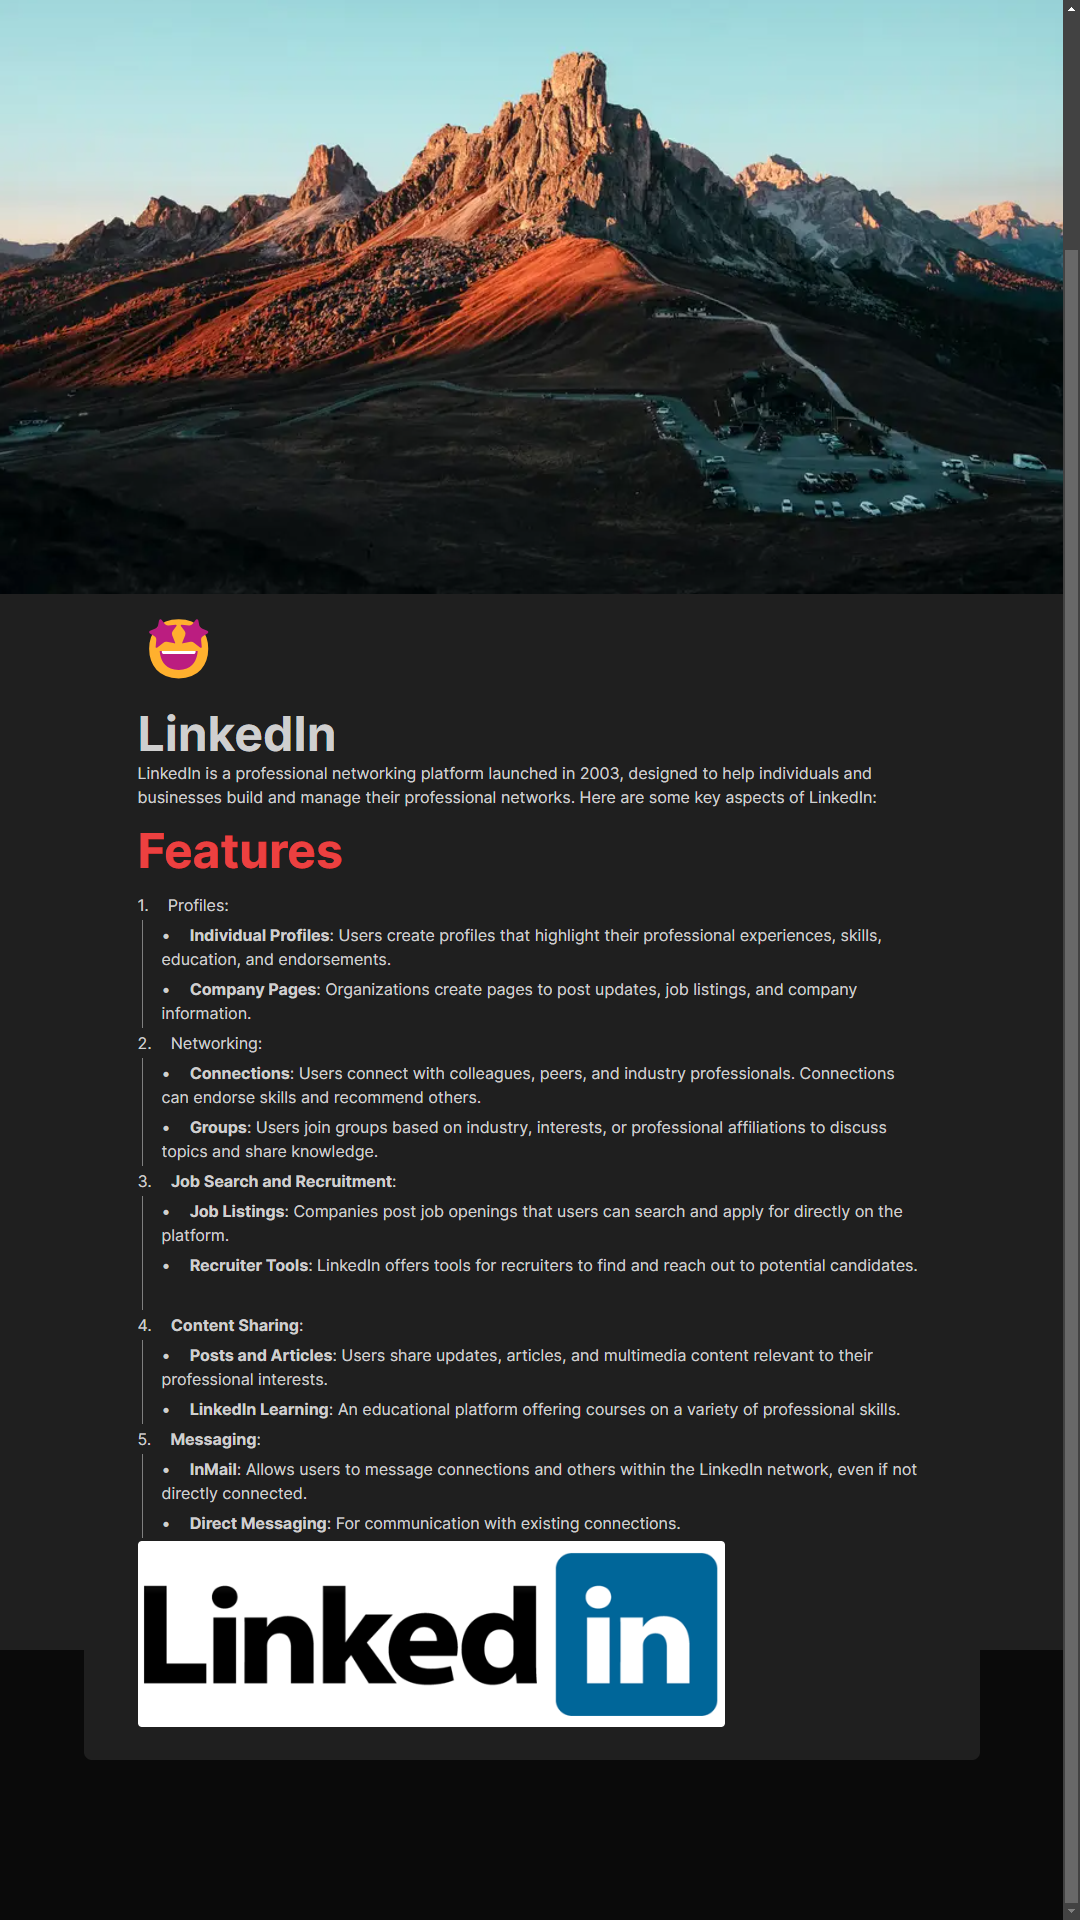 LinkedIn
LinkedIn is a professional networking platform launched in 2003, designed to help individuals and
businesses build and manage their professional networks. Here are some key aspects of LinkedIn:
Features
1. Profiles:
• Individual Profiles: Users create profiles that highlight their professional experiences, skills,
education, and endorsements.
• Company Pages: Organizations create pages to post updates, job listings, and company
information.
2. Networking:
• Connections: Users connect with colleagues, peers, and industry professionals. Connections
can endorse skills and recommend others.
• Groups: Users join groups based on industry, interests, or professional affiliations to discuss
topics and share knowledge.
3. Job Search and Recruitment:
• Job Listings: Companies post job openings that users can search and apply for directly on the
platform.
• Recruiter Tools: LinkedIn offers tools for recruiters to find and reach out to potential candidates.
4. Content Sharing:
• Posts and Articles: Users share updates, articles, and multimedia content relevant to their
professional interests.
• LinkedIn Learning: An educational platform offering courses on a variety of professional skills.
5. Messaging:
• InMail: Allows users to message connections and others within the LinkedIn network, even if not
directly connected.
• Direct Messaging: For communication with existing connections.
Linked in